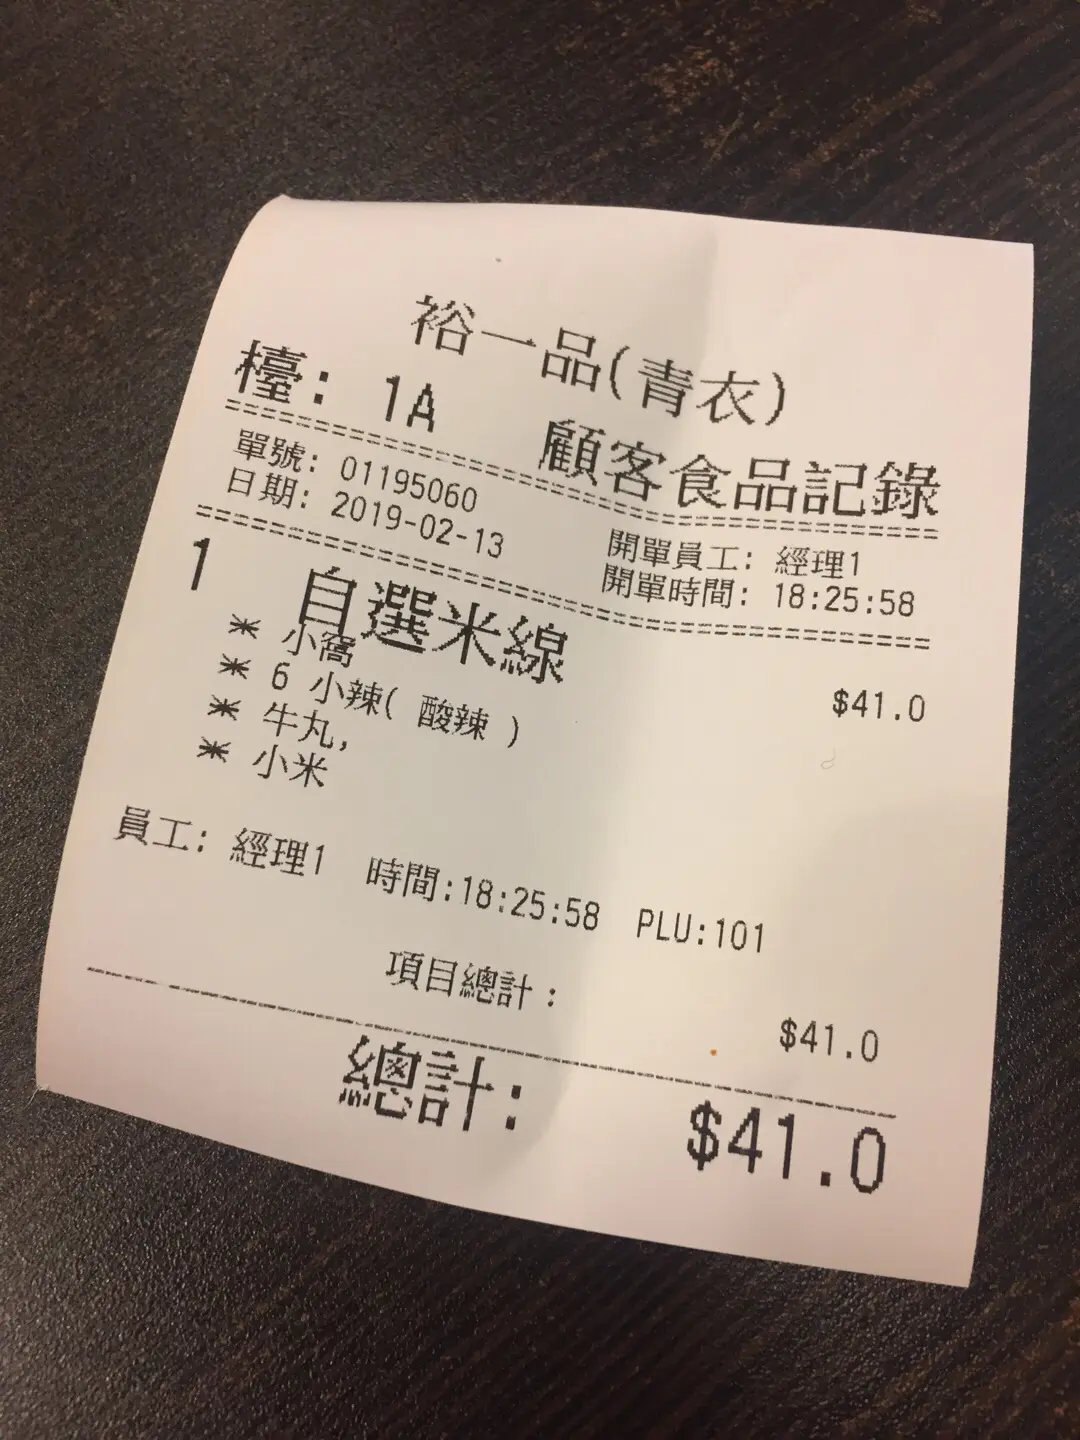 裕一品(青衣)
檯: 1A 顧客食品記錄
單號: 01195060 開單員工: 經理1
日期: 2019-02-13 開單時間: 18:25:58
1 自選米線 $41.0
* 小窩
* 6 小辣( 酸辣 )
* 牛丸,
* 小米
員工: 經理1 時間:18:25:58 PLU:101
項目總計: $41.0
總計: $41.0